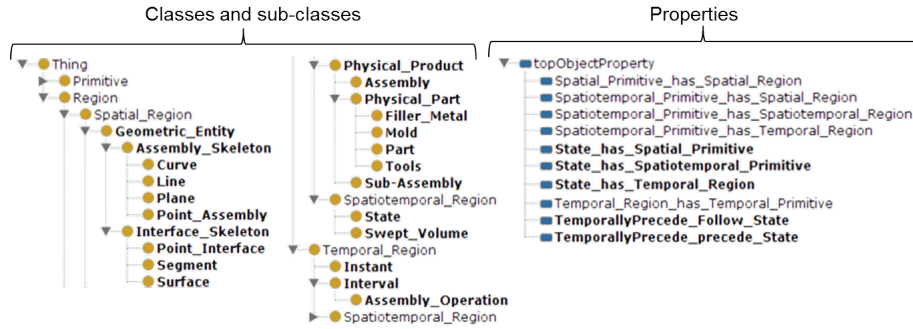 Classes and sub-classes
Thing
Primitive
Region
Spatial_Region
Geometric_Entity
Assembly_Skeleton
Curve
Line
Plane
Point_Assembly
Interface_Skeleton
Point_Interface
Segment
Surface
Physical_Product
Assembly
Physical_Part
Filler_Metal
Mold
Part
Tools
Sub-Assembly
Spatiotemporal_Region
State
Swept_Volume
Temporal_Region
Instant
Interval
Assembly_Operation
Spatiotemporal_Region
Properties
topObjectProperty
Spatial_Primitive_has_Spatial_Region
Spatiotemporal_Primitive_has_Spatial_Region
Spatiotemporal_Primitive_has_Spatiotemporal_Region
Spatiotemporal_Primitive_has_Temporal_Region
State_has_Spatial_Primitive
State_has_Spatiotemporal_Primitive
State_has_Temporal_Region
Temporal_Region_has_Temporal_Primitive
TemporallyPrecede_Follow_State
TemporallyPrecede_precede_State